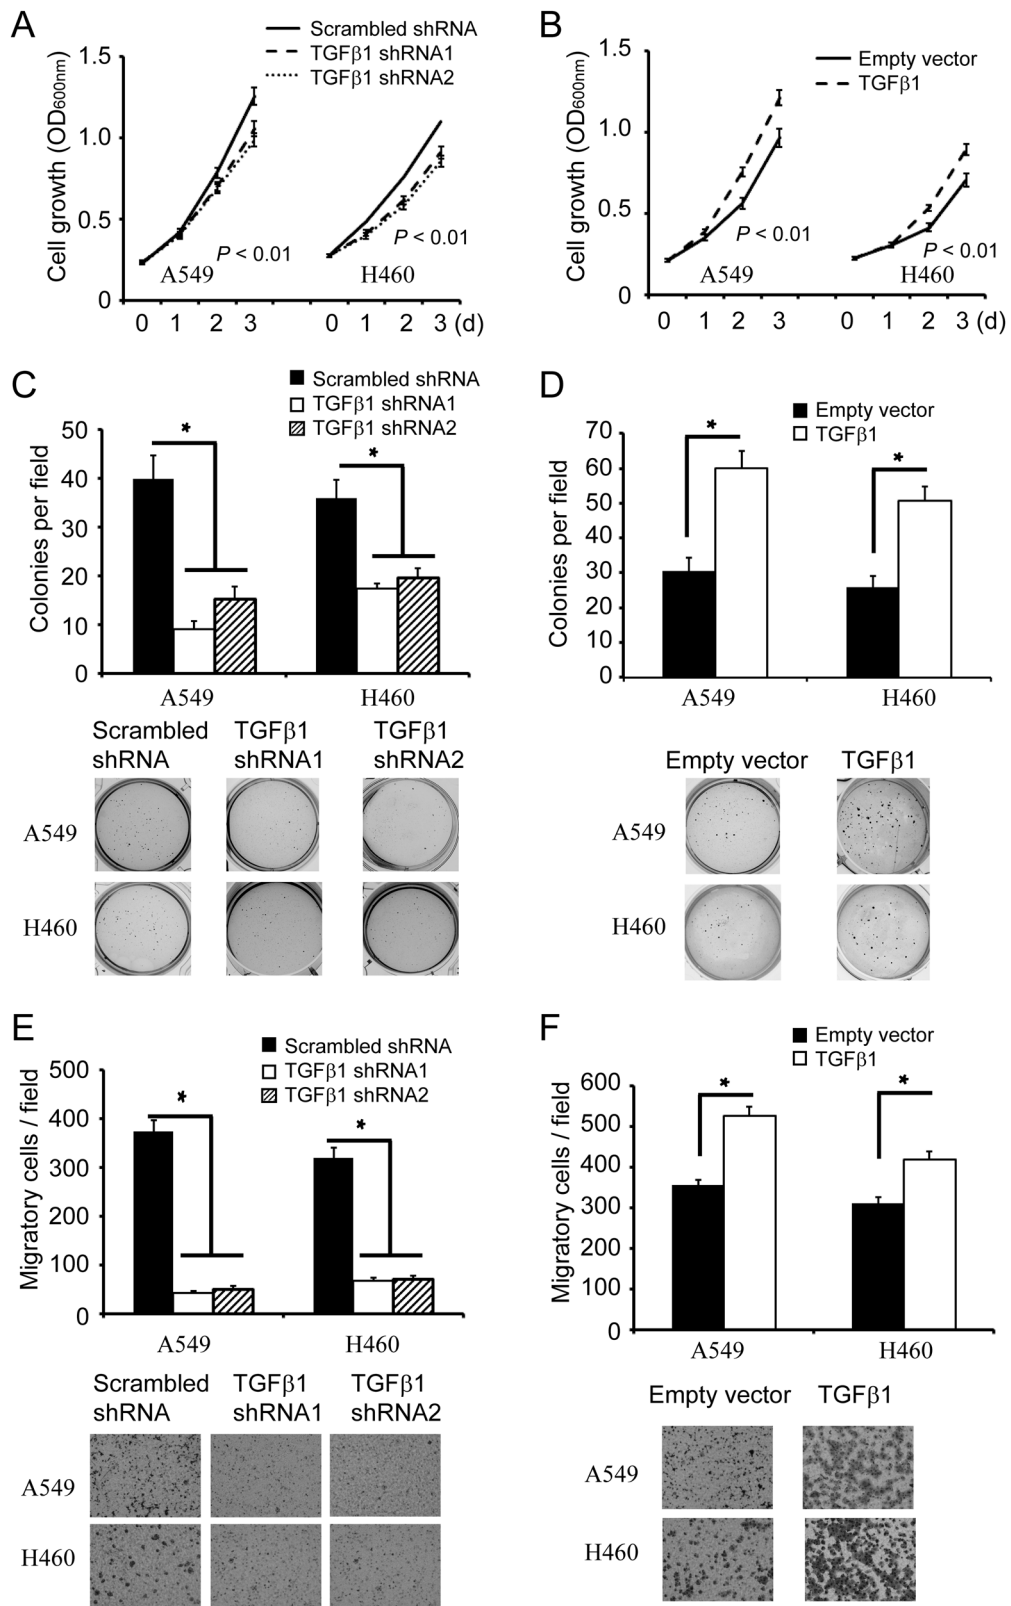 A
Scrambled shRNA
TGFβ1 shRNA1
TGFβ1 shRNA2
Cell growth (OD600nm)
1.5
1.0
0.5
0
P < 0.01
P < 0.01
A549
H460
0 1 2 3 0 1 2 3 (d)
B
Empty vector
TGFβ1
Cell growth (OD600nm)
1.5
1.0
0.5
0
P < 0.01
P < 0.01
A549
H460
0 1 2 3 0 1 2 3 (d)
C
Scrambled shRNA
TGFβ1 shRNA1
TGFβ1 shRNA2
Colonies per field
50
40
30
20
10
0
*
*
A549
H460
Scrambled shRNA
TGFβ1 shRNA1
TGFβ1 shRNA2
A549
H460
D
Empty vector
TGFβ1
Colonies per field
70
60
50
40
30
20
10
0
*
*
A549
H460
Empty vector
TGFβ1
A549
H460
E
Scrambled shRNA
TGFβ1 shRNA1
TGFβ1 shRNA2
Migratory cells / field
500
400
300
200
100
0
*
*
A549
H460
Scrambled shRNA
TGFβ1 shRNA1
TGFβ1 shRNA2
A549
H460
F
Empty vector
TGFβ1
Migratory cells / field
600
500
400
300
200
100
0
*
*
A549
H460
Empty vector
TGFβ1
A549
H460